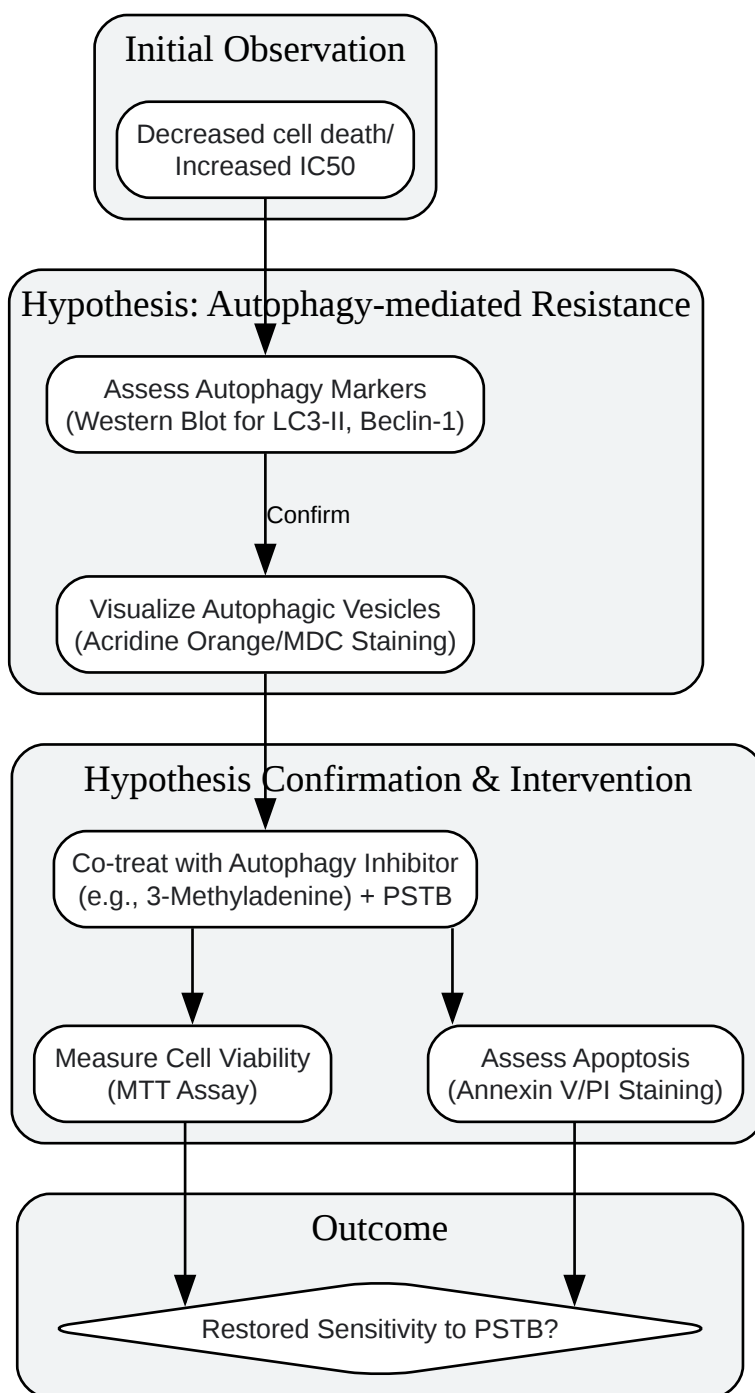 Initial Observation
Decreased cell death/
Increased IC50
Hypothesis: Autophagy-mediated Resistance
Assess Autophagy Markers
(Western Blot for LC3-II, Beclin-1)
Confirm
Visualize Autophagic Vesicles
(Acridine Orange/MDC Staining)
Hypothesis Confirmation & Intervention
Co-treat with Autophagy Inhibitor
(e.g., 3-Methyladenine) + PSTB
Measure Cell Viability
(MTT Assay)
Assess Apoptosis
(Annexin V/PI Staining)
Outcome
Restored Sensitivity to PSTB?